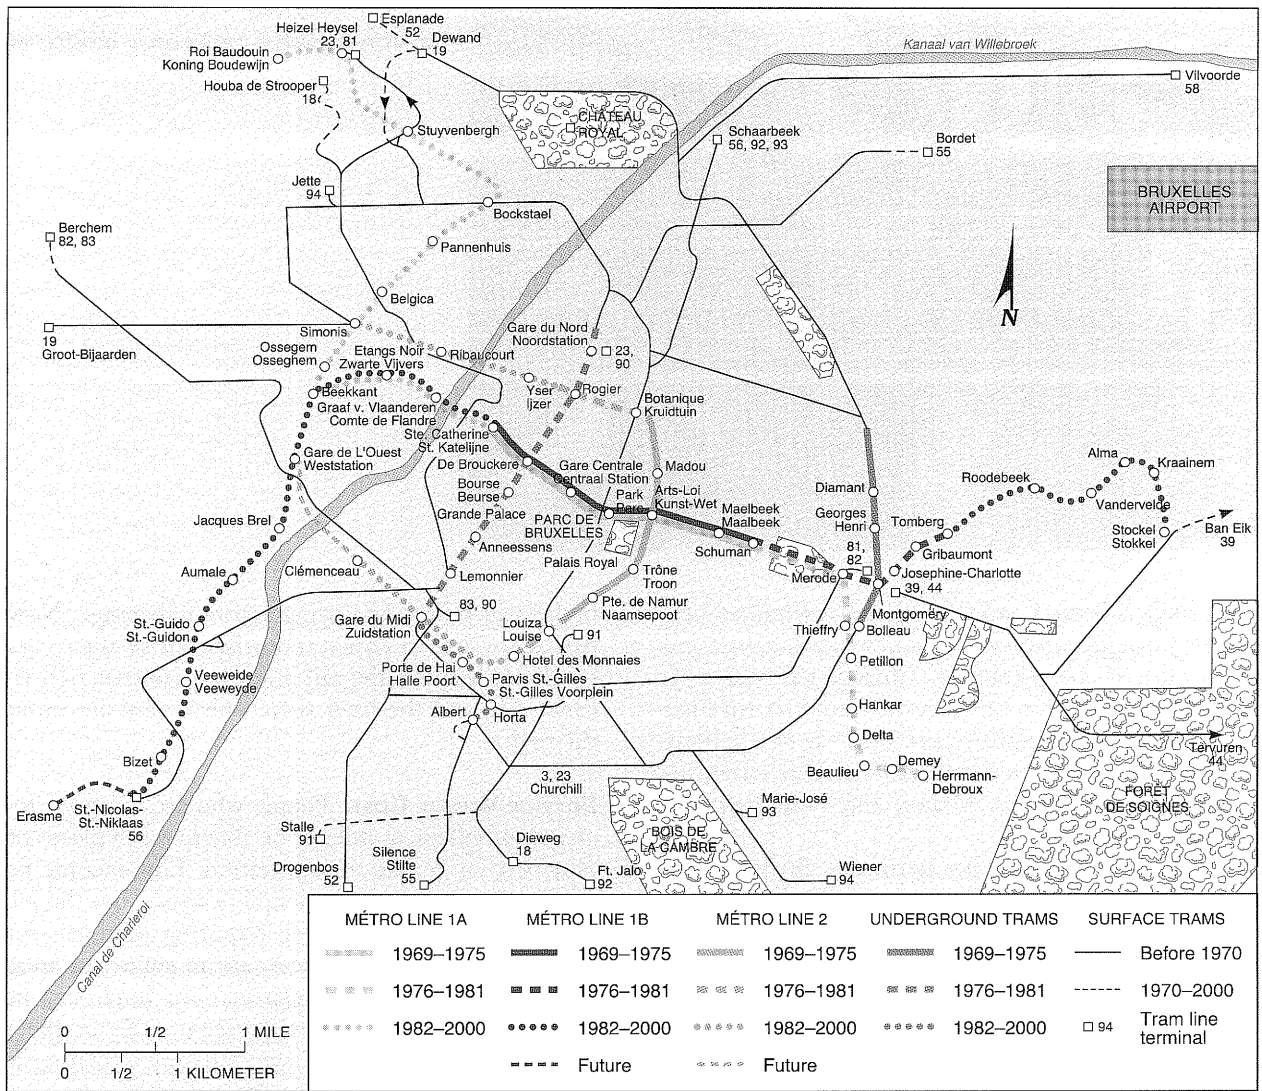 Esplanade
52
Heizel Heysel
23, 81
Dewand
19
Roi Baudouin
Koning Boudewijn
Kanaal van Willebroek
Houba de Strooper
18
Vilvoorde
58
CHÂTEAU
ROYAL
Stuyvenbergh
Schaarbeek
56, 92, 93
Bordet
55
Jette
94
BRUXELLES
AIRPORT
Bockstael
Berchem
82, 83
Pannenhuis
Belgica
N
Simonis
19
Groot-Bijaarden
Gare du Nord
Noordstation
23,
90
Ossegem
Osseghem
Etangs Noir
Zwarte Vijvers
Ribaucourt
Beekkant
Yser
Ijzer
Rogier
Graaf v. Vlaanderen
Comte de Flandre
Botanique
Kruidtuin
Ste. Catherine
St. Katelijne
Gare de L'Ouest
Weststation
De Brouckere
Gare Centrale
Centraal Station
Madou
Alma
Kraainem
Roodebeek
Bourse
Beurse
Park
Parc
Arts-Loi
Kunst-Wet
Diamant
Vandervelde
Grande Palace
Maelbeek
Maalbeek
Georges
Henri
Tomberg
Jacques Brel
PARC DE
BRUXELLES
Stockel
Stokkel
Ban Eik
39
Anneessens
Schuman
81,
82
Gribaumont
Palais Royal
Clémenceau
Lemonnier
Trône
Troon
Merode
Josephine-Charlotte
39, 44
Aumale
83, 90
Pte. de Namur
Naamsepoot
Montgoméry
St.-Guido
St.-Guidon
Gare du Midi
Zuidstation
Louiza
Louise
91
Thieffry
Bolleau
Hotel des Monnaies
Petillon
Porte de Hal
Halle Poort
Parvis St.-Gilles
St.-Gilles Voorplein
Veeweide
Veeweyde
Albert
Horta
Hankar
Delta
Tervuren
44
Bizet
3, 23
Churchill
Beaulieu
Demey
Herrmann-
Debroux
Erasme
St.-Nicolas-
St.-Niklaas
56
Marie-José
93
FORÊT
DE SOIGNES
Stalle
91
Dieweg
18
BOIS DE
LA CAMBRE
Drogenbos
52
Silence
Stilte
55
Ft. Jalo
92
Wiener
94
Canal de Charleroi
MÉTRO LINE 1A
1969–1975
1976–1981
1982–2000
MÉTRO LINE 1B
1969–1975
1976–1981
1982–2000
Future
MÉTRO LINE 2
1969–1975
1976–1981
1982–2000
Future
UNDERGROUND TRAMS
1969–1975
1976–1981
1982–2000
SURFACE TRAMS
Before 1970
1970–2000
94 Tram line
terminal
0 1/2 1 MILE
0 1/2 1 KILOMETER